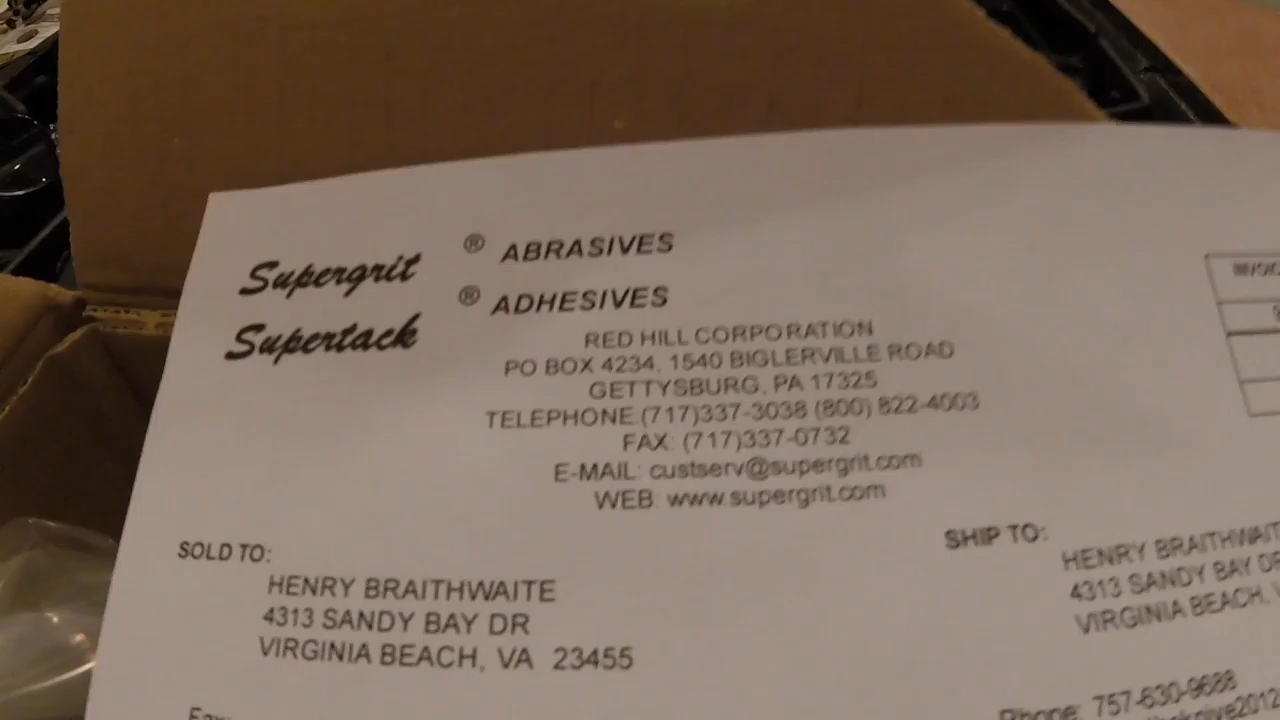 Supergrit ® ABRASIVES
Supertack ® ADHESIVES
RED HILL CORPORATION
PO BOX 4234, 1540 BIGLERVILLE ROAD
GETTYSBURG, PA 17325
TELEPHONE:(717)337-3038 (800) 822-4003
FAX: (717)337-0732
E-MAIL: custserv@supergrit.com
WEB: www.supergrit.com
SOLD TO:
HENRY BRAITHWAITE
4313 SANDY BAY DR
VIRGINIA BEACH, VA 23455
SHIP TO:
HENRY BRAITHWAIT
4313 SANDY BAY DR
VIRGINIA BEACH,
Phone: 757-630-9688